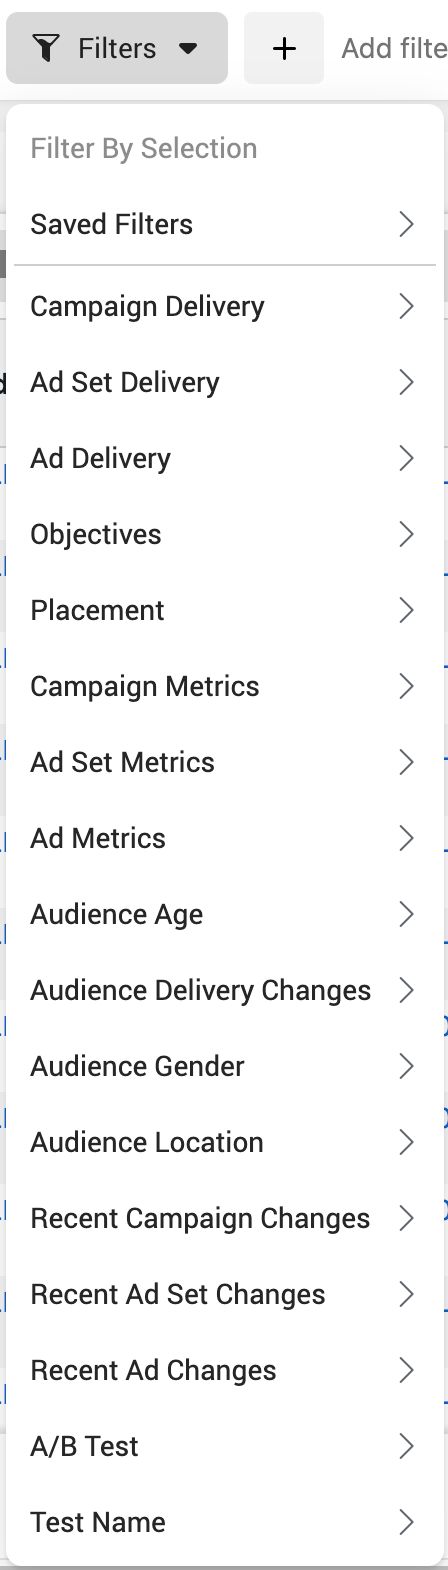 Filters
Add filte
Filter By Selection
Saved Filters
Campaign Delivery
Ad Set Delivery
Ad Delivery
Objectives
Placement
Campaign Metrics
Ad Set Metrics
Ad Metrics
Audience Age
Audience Delivery Changes
Audience Gender
Audience Location
Recent Campaign Changes
Recent Ad Set Changes
Recent Ad Changes
A/B Test
Test Name